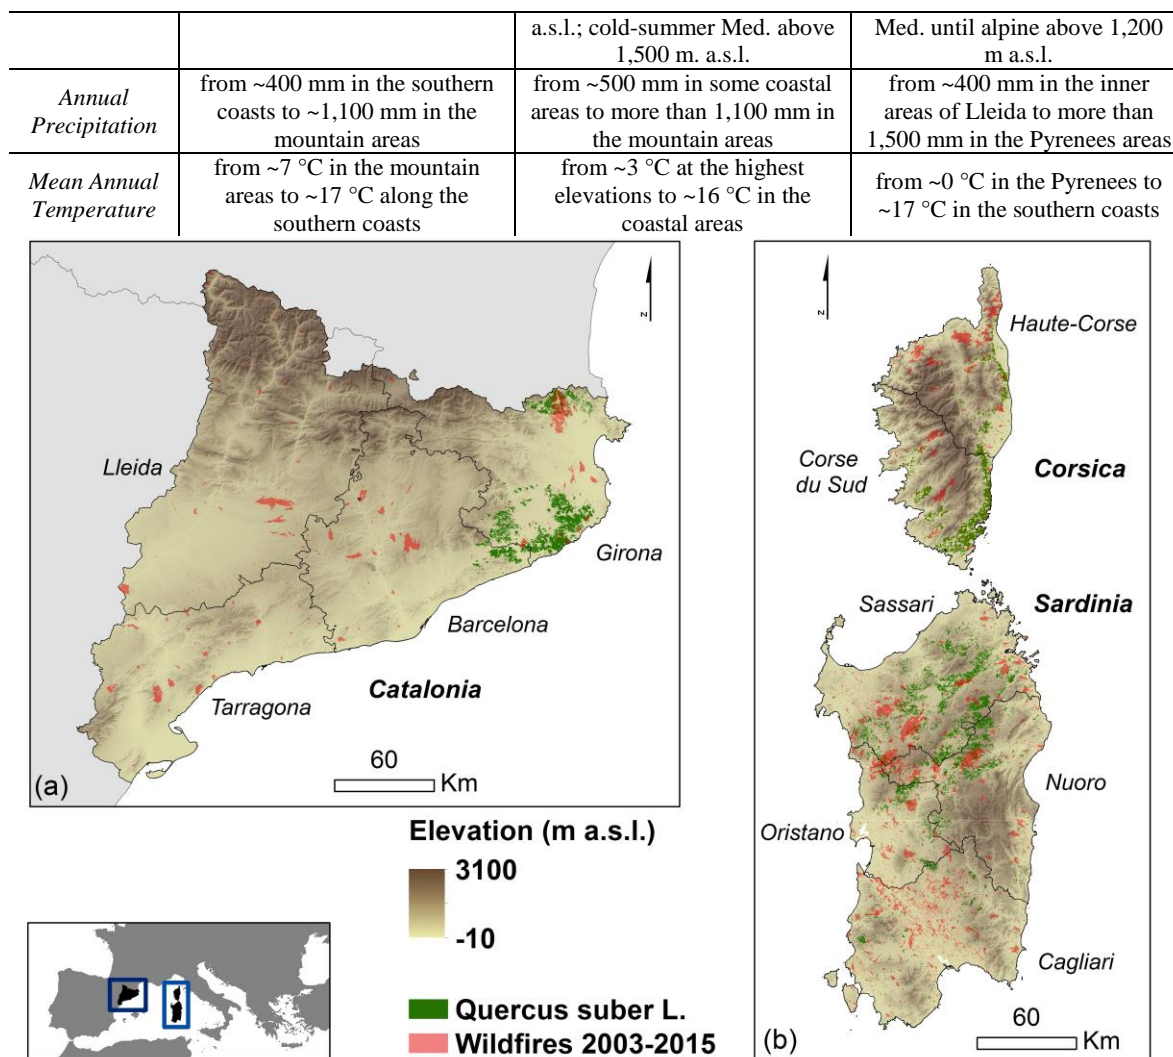 a.s.l.; cold-summer Med. above
1,500 m. a.s.l.
Med. until alpine above 1,200
m a.s.l.
Annual
Precipitation
from ~400 mm in the southern
coasts to ~1,100 mm in the
mountain areas
from ~500 mm in some coastal
areas to more than 1,100 mm in
the mountain areas
from ~400 mm in the inner
areas of Lleida to more than
1,500 mm in the Pyrenees areas
Mean Annual
Temperature
from ~7 °C in the mountain
areas to ~17 °C along the
southern coasts
from ~3 °C at the highest
elevations to ~16 °C in the
coastal areas
from ~0 °C in the Pyrenees to
~17 °C in the southern coasts
N
Lleida
Girona
Barcelona
Tarragona
Catalonia
60
Km
(a)
N
Haute-Corse
Corse
du Sud
Corsica
Sassari
Sardinia
Nuoro
Oristano
Cagliari
60
Km
(b)
Elevation (m a.s.l.)
3100
-10
Quercus suber L.
Wildfires 2003-2015